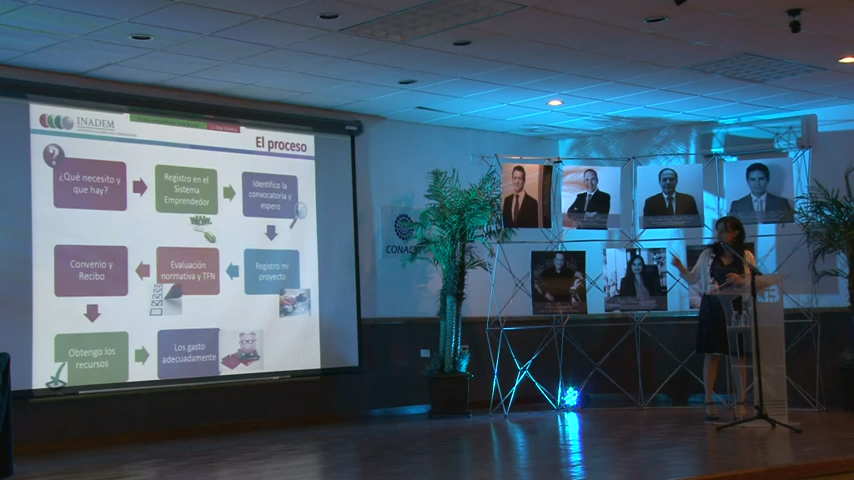 INADEM
El proceso
?
¿Qué necesito y
que hay?
Registro en el
Sistema
Emprendedor
Identifico la
convocatoria y
espero
Convenio y
Recibo
Evaluación
normativa y TFN
Registro mi
proyecto
Obtengo los
recursos
Los gasto
adecuadamente